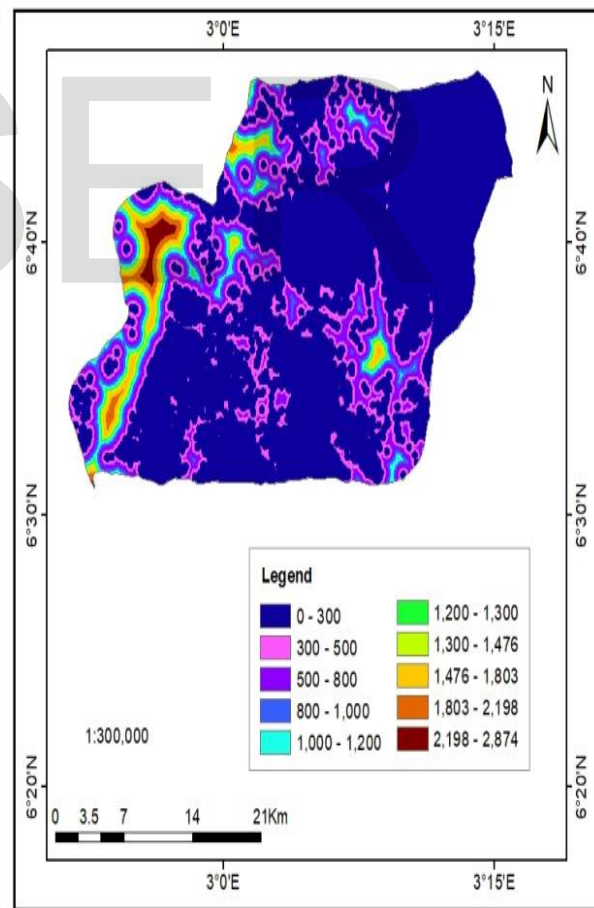 3°0'E 3°15'E
SER
N
6°40'N 6°40'N
6°30'N 6°30'N
Legend
0 - 300 1,200 - 1,300
300 - 500 1,300 - 1,476
500 - 800 1,476 - 1,803
800 - 1,000 1,803 - 2,198
1,000 - 1,200 2,198 - 2,874
1:300,000
6°20'N 6°20'N
0 3.5 7 14 21Km
3°0'E 3°15'E